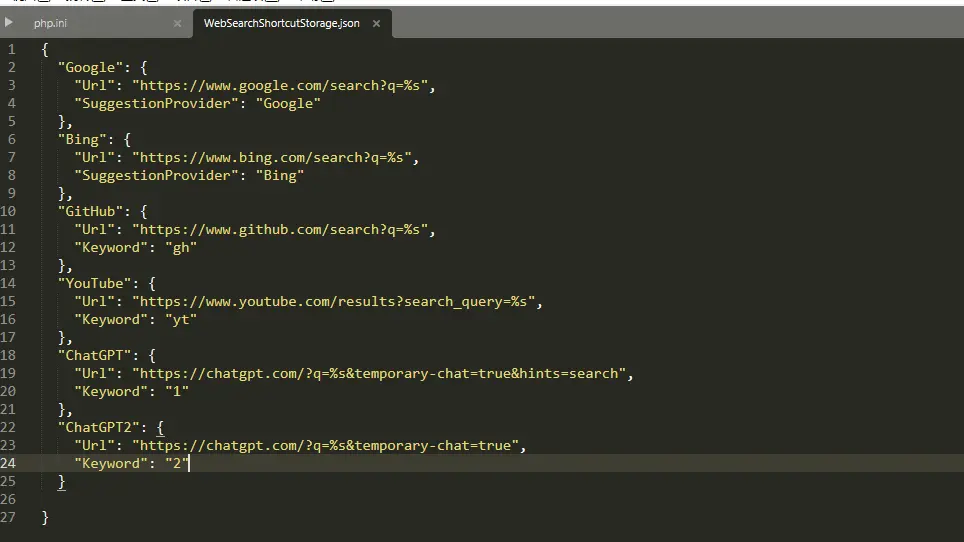 php.ini
WebSearchShortcutStorage.json
1 {
2 "Google": {
3 "Url": "https://www.google.com/search?q=%s",
4 "SuggestionProvider": "Google"
5 },
6 "Bing": {
7 "Url": "https://www.bing.com/search?q=%s",
8 "SuggestionProvider": "Bing"
9 },
10 "GitHub": {
11 "Url": "https://www.github.com/search?q=%s",
12 "Keyword": "gh"
13 },
14 "YouTube": {
15 "Url": "https://www.youtube.com/results?search_query=%s",
16 "Keyword": "yt"
17 },
18 "ChatGPT": {
19 "Url": "https://chatgpt.com/?q=%s&temporary-chat=true&hints=search",
20 "Keyword": "1"
21 },
22 "ChatGPT2": {
23 "Url": "https://chatgpt.com/?q=%s&temporary-chat=true",
24 "Keyword": "2"
25 }
26
27 }